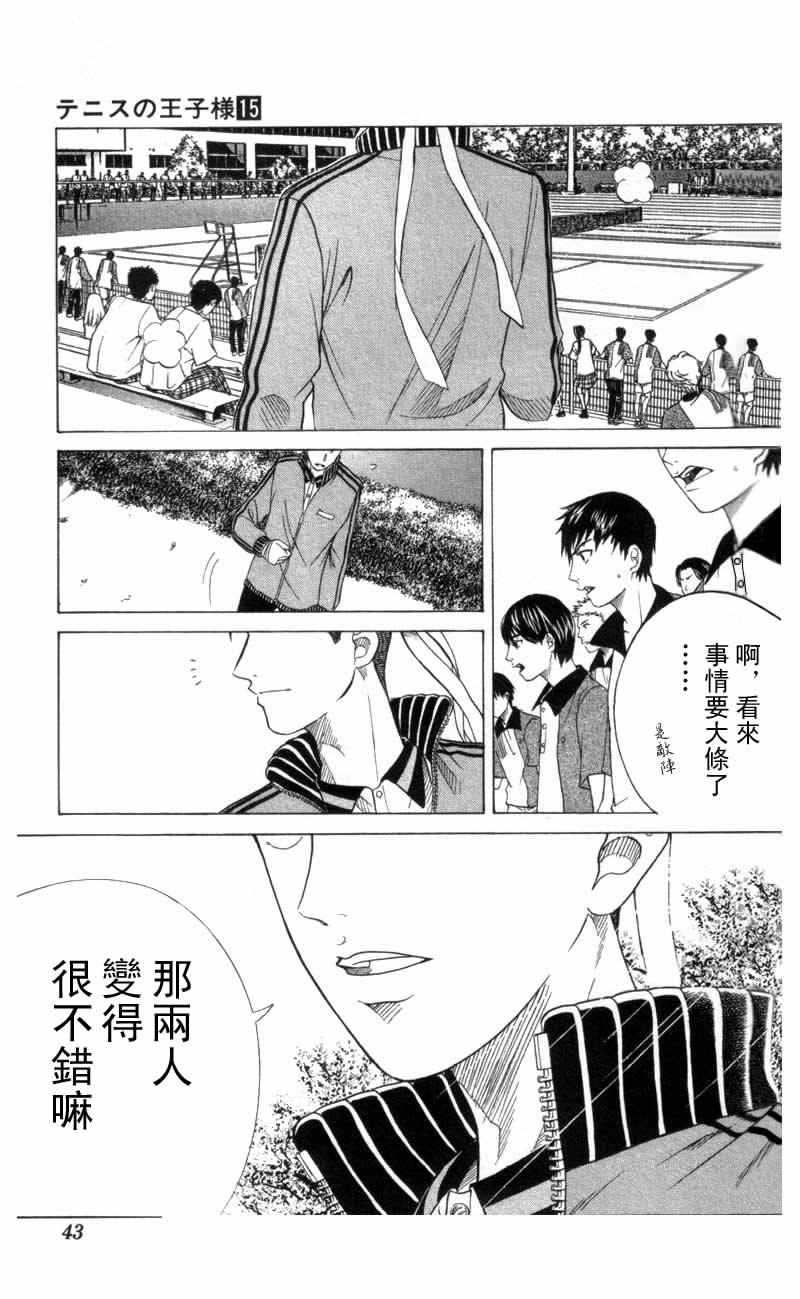 テニスの王子様15
啊，看來
事情要大條了
……
是敵陣
那兩人
變得
很不錯嘛
43